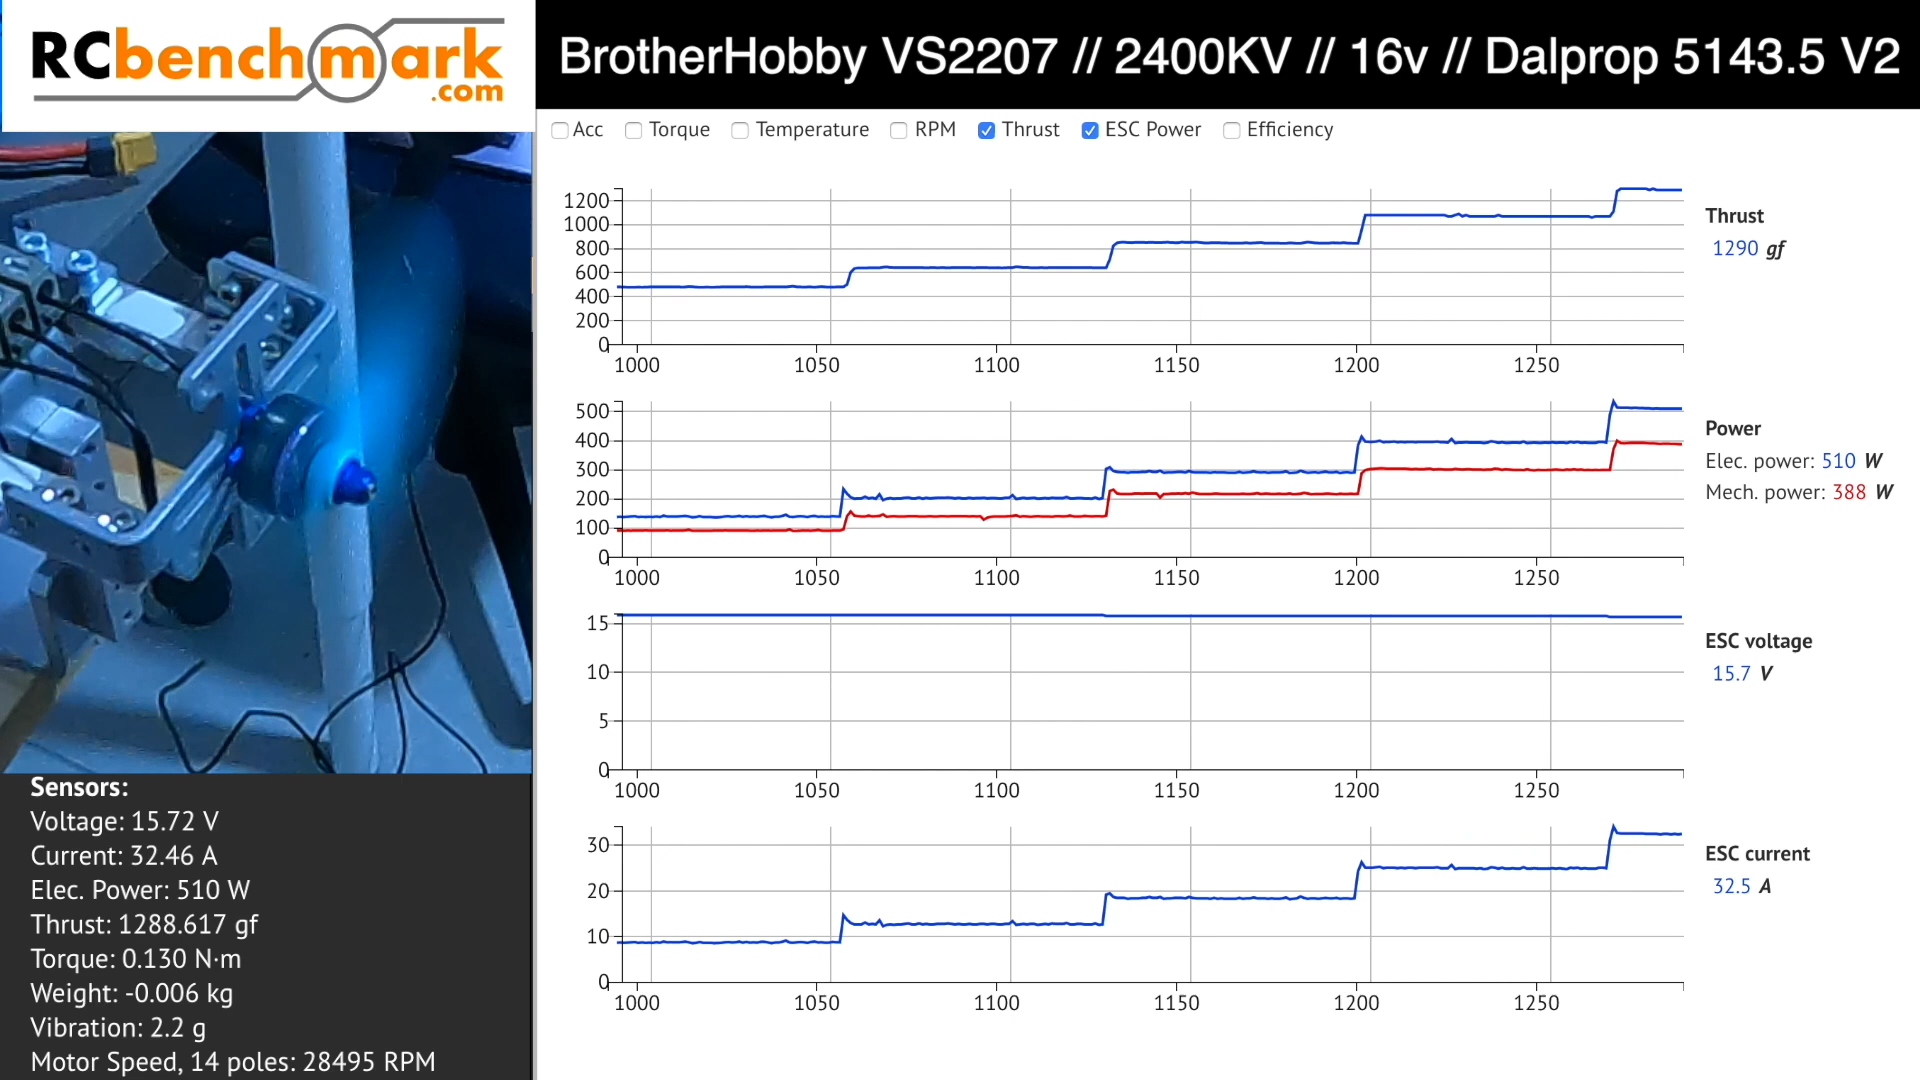 RCbenchmark
.com
BrotherHobby VS2207 // 2400KV // 16v // Dalprop 5143.5 V2
Acc Torque Temperature RPM Thrust ESC Power Efficiency
1200
1000
800
600
400
200
0
1000 1050 1100 1150 1200 1250
Thrust
1290 gf
500
400
300
200
100
0
1000 1050 1100 1150 1200 1250
Power
Elec. power: 510 W
Mech. power: 388 W
15
10
5
0
1000 1050 1100 1150 1200 1250
ESC voltage
15.7 V
30
20
10
0
1000 1050 1100 1150 1200 1250
ESC current
32.5 A
Sensors:
Voltage: 15.72 V
Current: 32.46 A
Elec. Power: 510 W
Thrust: 1288.617 gf
Torque: 0.130 N·m
Weight: -0.006 kg
Vibration: 2.2 g
Motor Speed, 14 poles: 28495 RPM